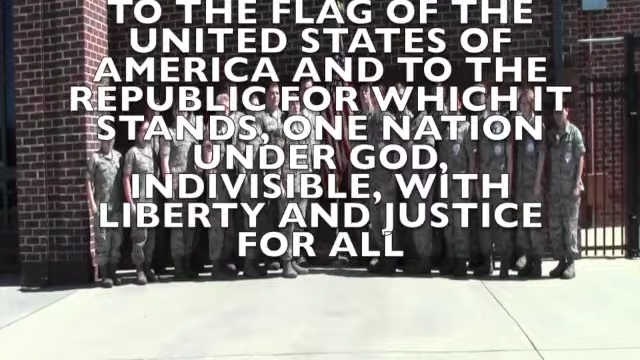 TO THE FLAG OF THE
UNITED STATES OF
AMERICA AND TO THE
REPUBLIC FOR WHICH IT
STANDS, ONE NATION
UNDER GOD,
INDIVISIBLE, WITH
LIBERTY AND JUSTICE
FOR ALL